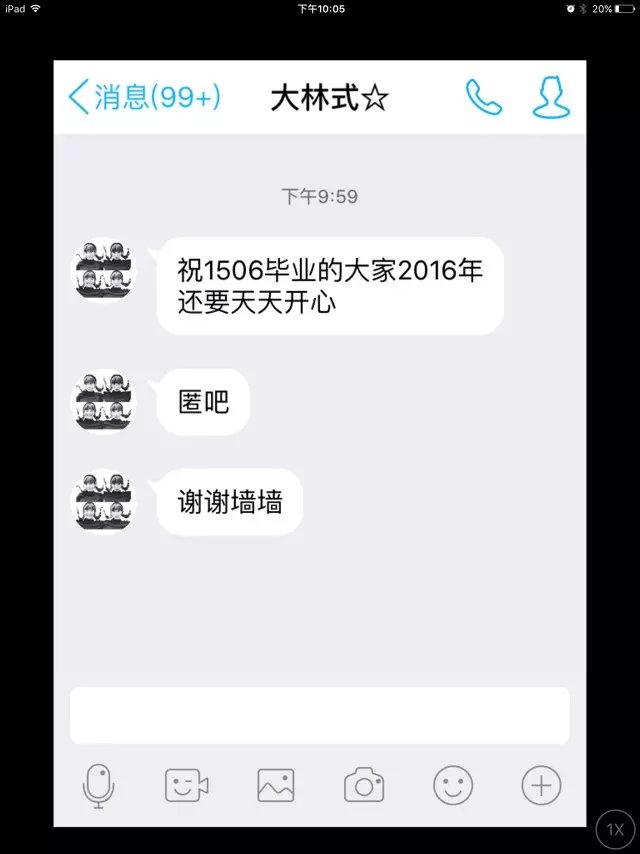 iPad 下午10:05 20%
消息(99+) 大林式☆
下午9:59
祝1506毕业的大家2016年
还要天天开心
匿吧
谢谢墙墙
1X